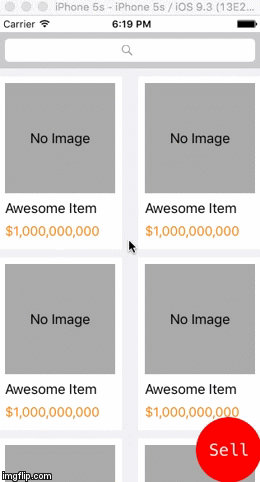 iPhone 5s - iPhone 5s / iOS 9.3 (13E2...
Carrier 6:19 PM
No Image No Image
Awesome Item Awesome Item
$1,000,000,000 $1,000,000,000
No Image No Image
Awesome Item Awesome Item
$1,000,000,000 $1,000,000,000
Sell
imgflip.com